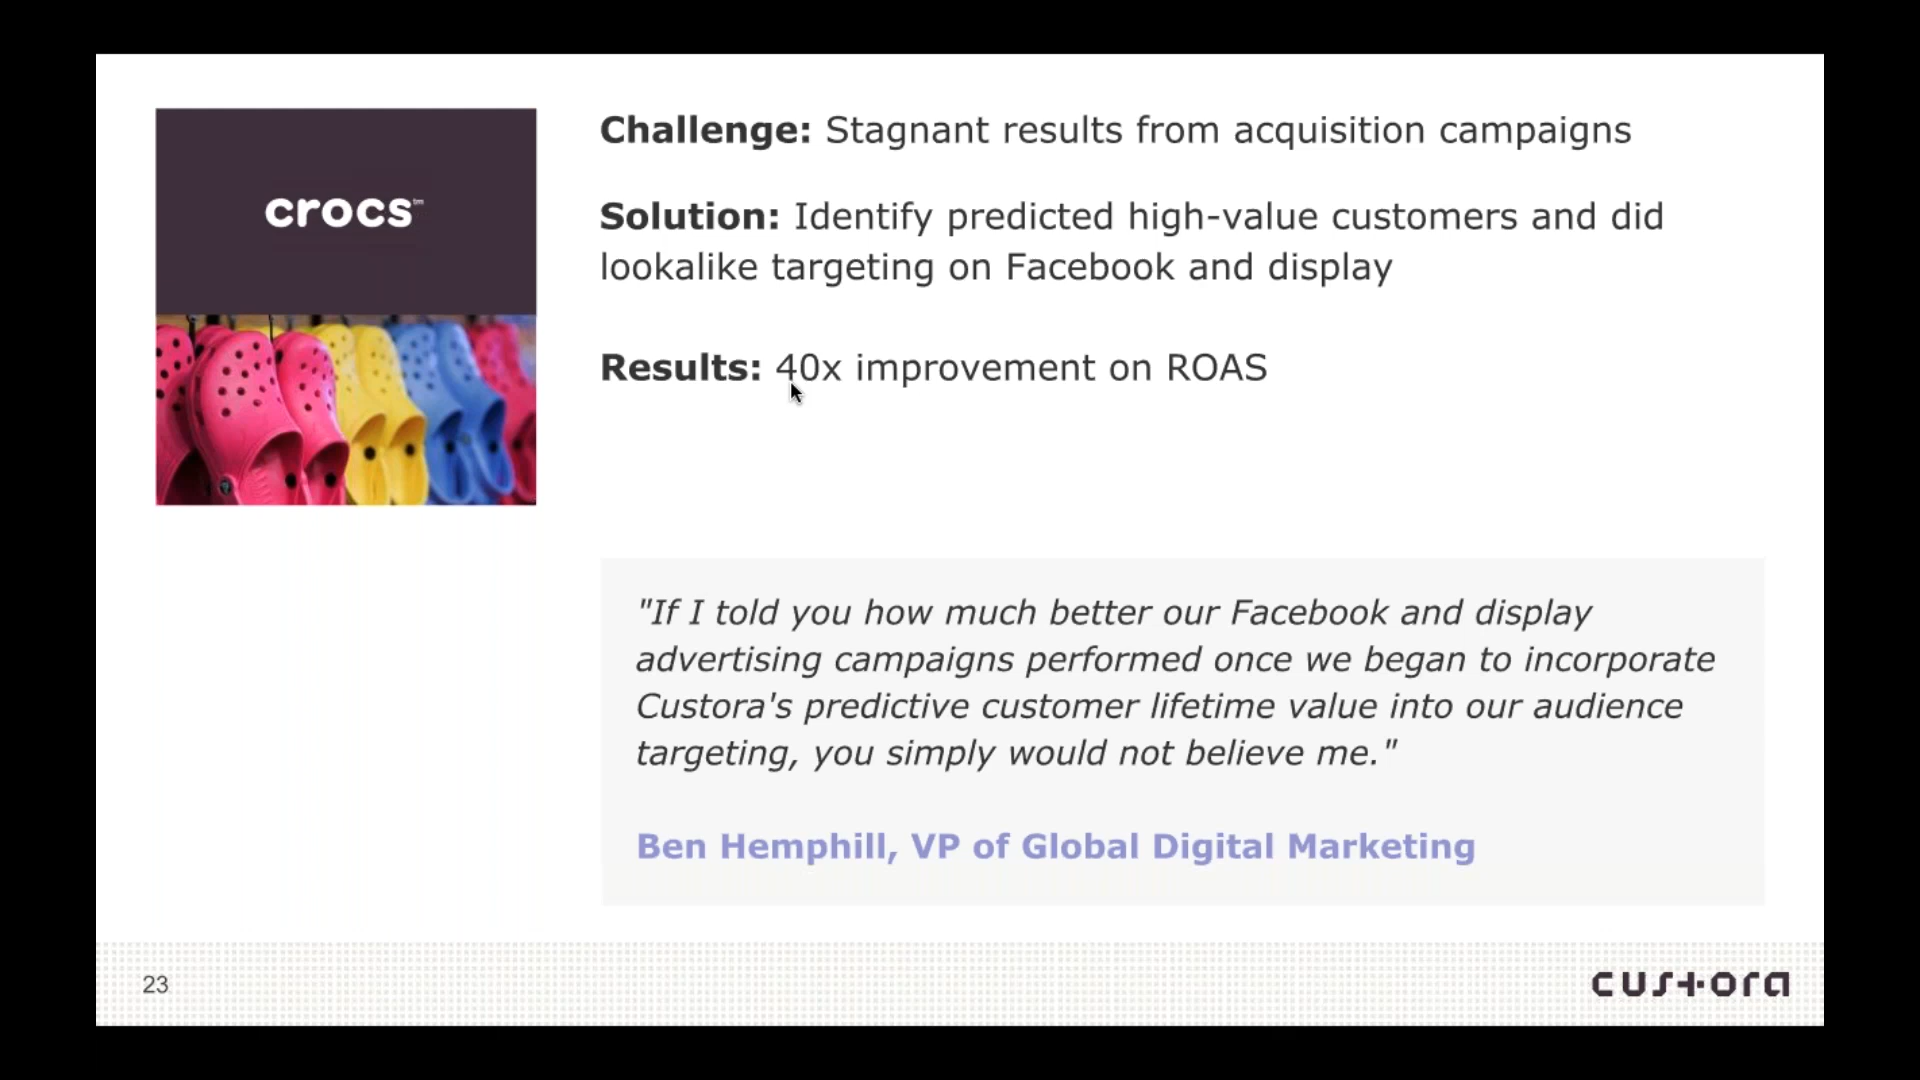 crocs™
Challenge: Stagnant results from acquisition campaigns
Solution: Identify predicted high-value customers and did
lookalike targeting on Facebook and display
Results: 40x improvement on ROAS
"If I told you how much better our Facebook and display
advertising campaigns performed once we began to incorporate
Custora's predictive customer lifetime value into our audience
targeting, you simply would not believe me."
Ben Hemphill, VP of Global Digital Marketing
23
custora